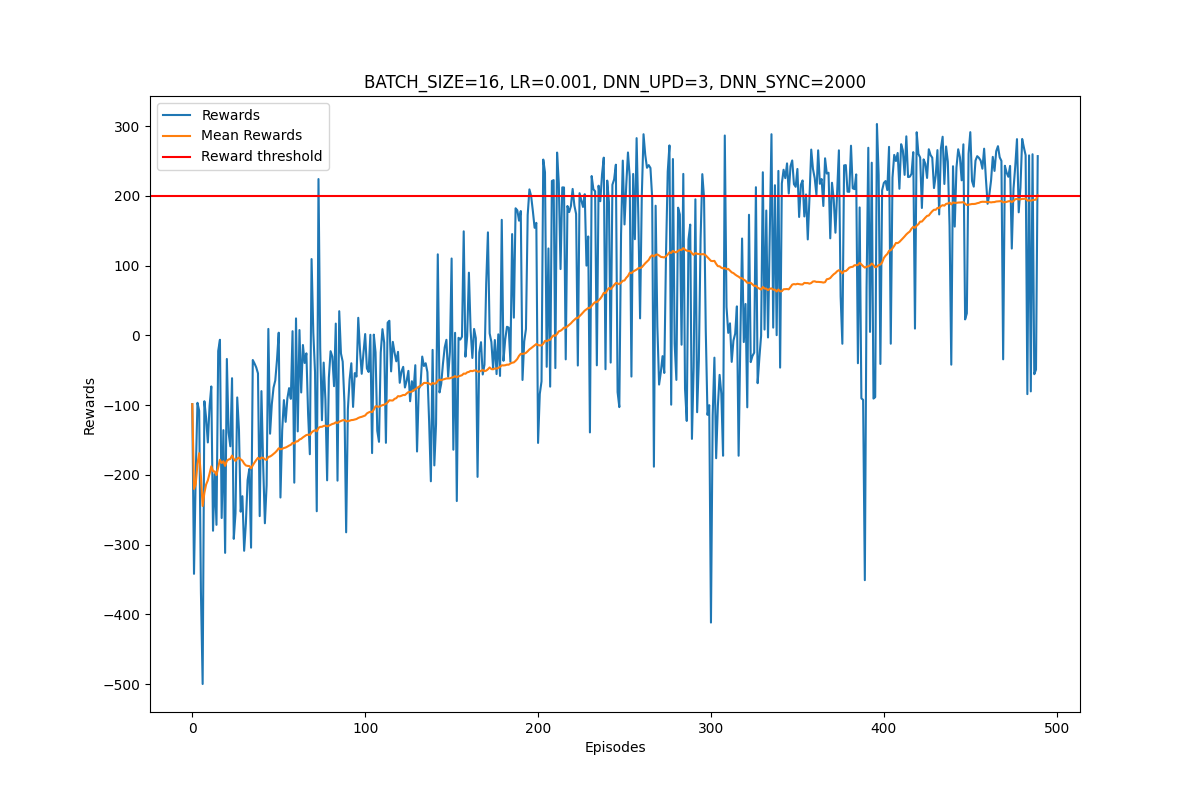 BATCH_SIZE=16, LR=0.001, DNN_UPD=3, DNN_SYNC=2000
Rewards
Mean Rewards
Reward threshold
300
200
100
0
−100
−200
−300
−400
−500
Rewards
0
100
200
300
400
500
Episodes